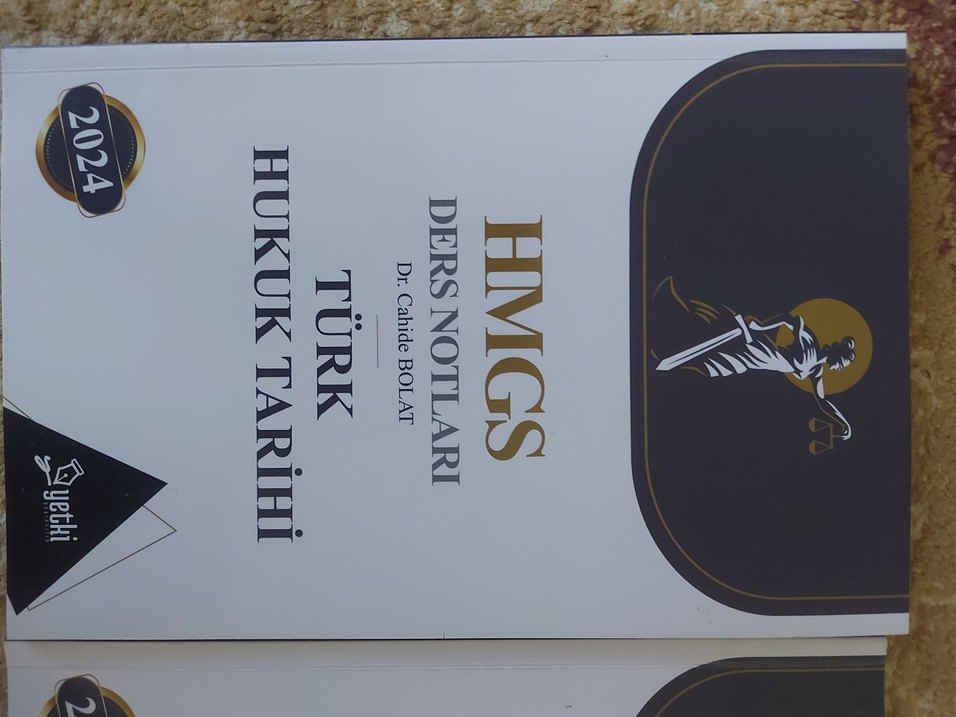 HMGS
DERS NOTLARI
Dr. Cahide BOLAT
TÜRK
HUKUK TARİHİ
2024
yetki